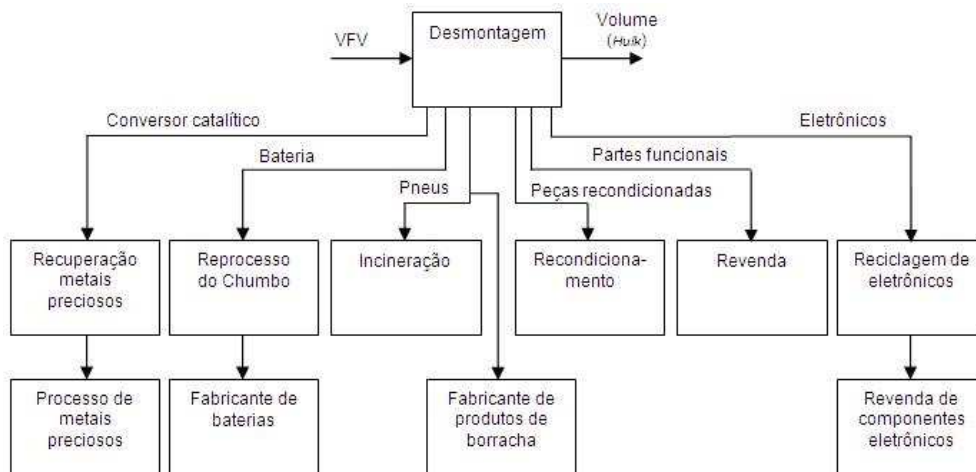 Desmontagem
VFV
Volume
(Hulk)
Conversor catalítico
Eletrônicos
Bateria
Partes funcionais
Pneus
Peças recondicionadas
Recuperação
metais
preciosos
Reprocesso
do Chumbo
Incineração
Recondiciona-
mento
Revenda
Reciclagem de
eletrônicos
Processo de
metais
preciosos
Fabricante de
baterias
Fabricante de
produtos de
borracha
Revenda de
componentes
eletrônicos